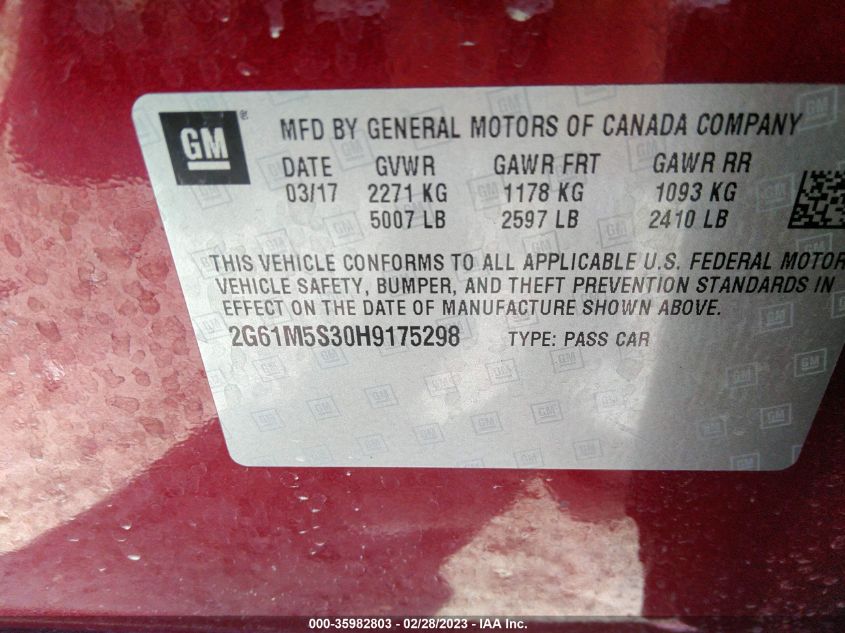 GM ® MFD BY GENERAL MOTORS OF CANADA COMPANY
DATE GVWR GAWR FRT GAWR RR
03/17 2271 KG 1178 KG 1093 KG
5007 LB 2597 LB 2410 LB
THIS VEHICLE CONFORMS TO ALL APPLICABLE U.S. FEDERAL MOTOR
VEHICLE SAFETY, BUMPER, AND THEFT PREVENTION STANDARDS IN
EFFECT ON THE DATE OF MANUFACTURE SHOWN ABOVE.
2G61M5S30H9175298 TYPE: PASS CAR
000-35982803 - 02/28/2023 - IAA Inc.